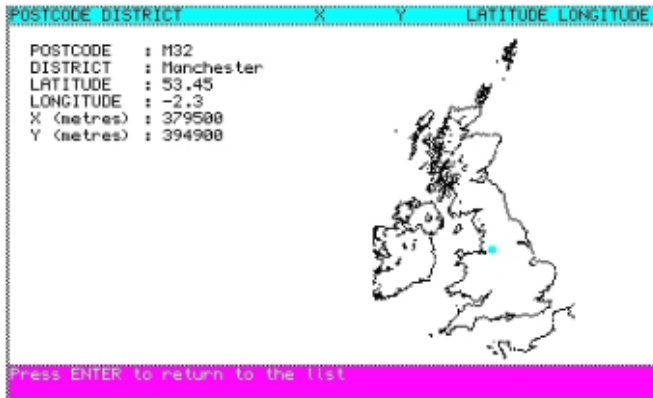 POSTCODE DISTRICT X Y LATITUDE LONGITUDE
POSTCODE : M32
DISTRICT : Manchester
LATITUDE : 53.45
LONGITUDE : -2.3
X (metres) : 379500
Y (metres) : 394900
Press ENTER to return to the list